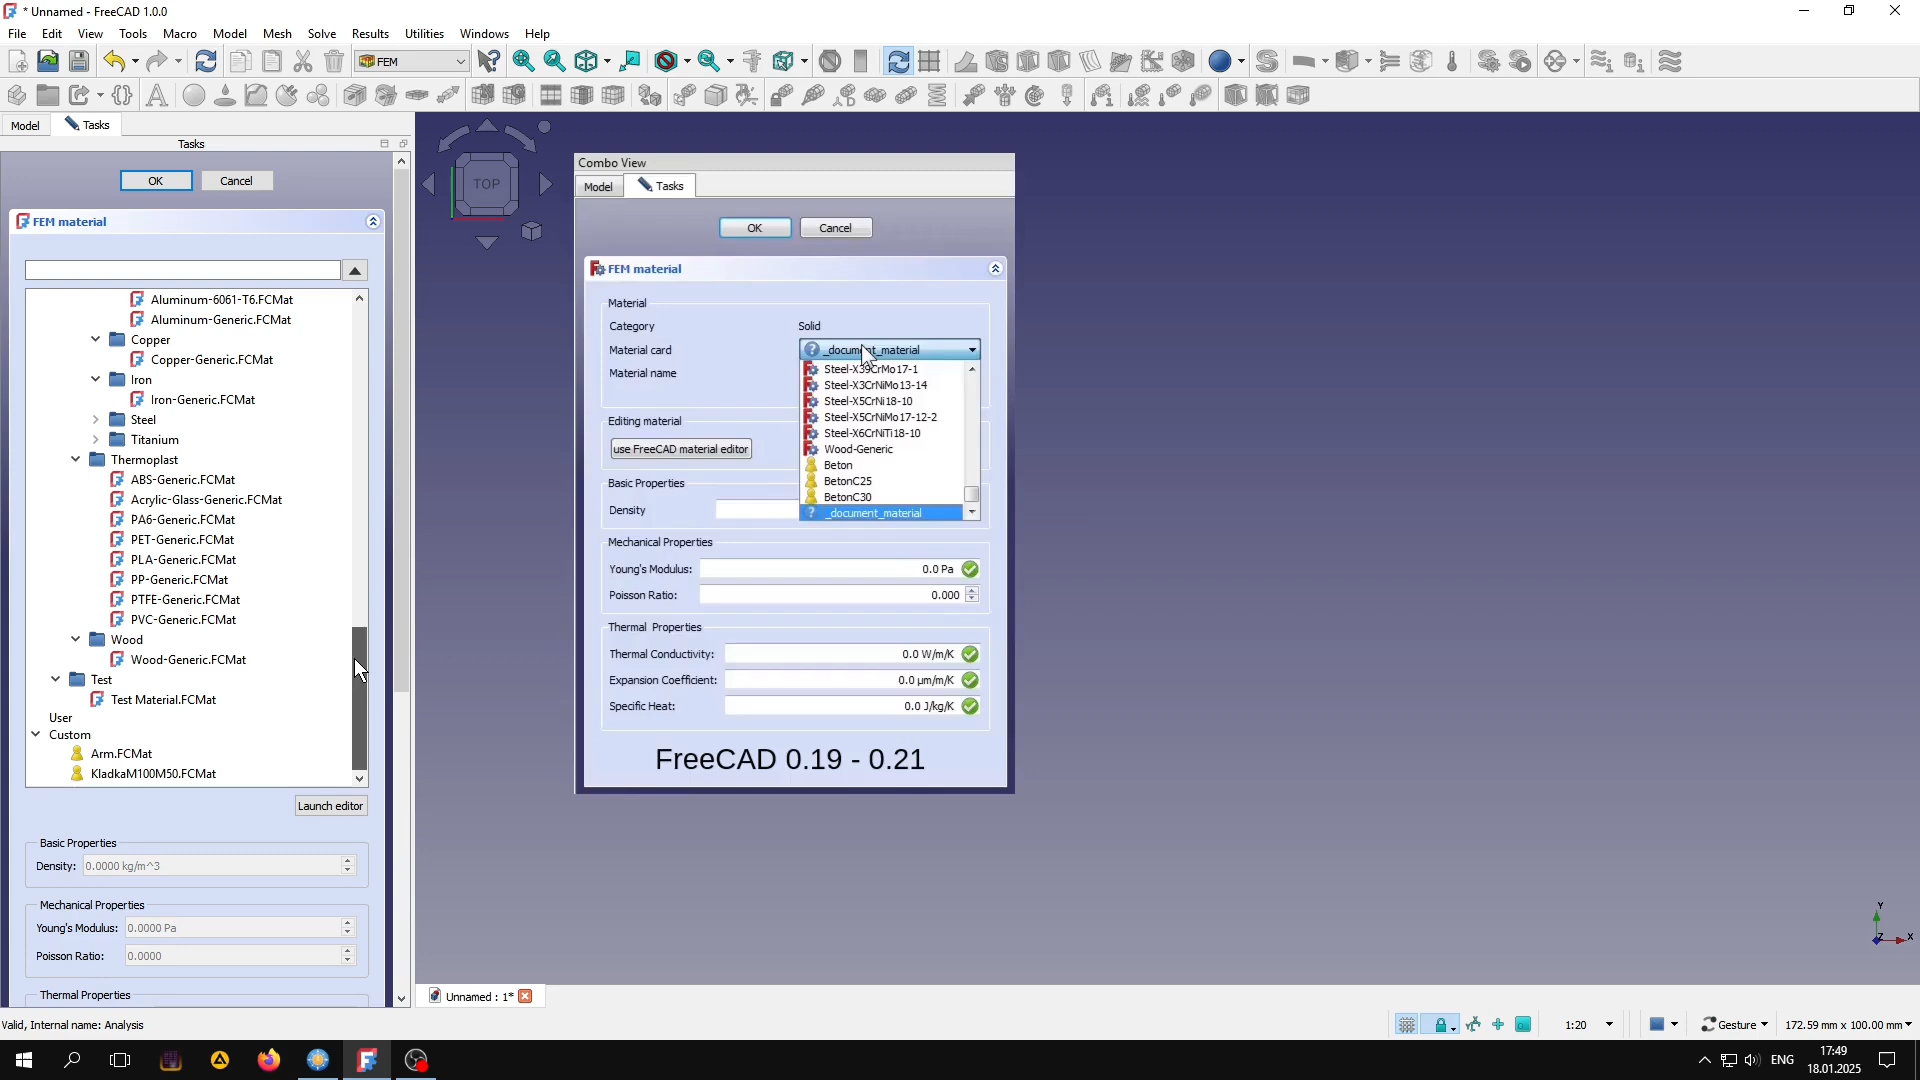 * Unnamed - FreeCAD 1.0.0
File Edit View Tools Macro Model Mesh Solve Results Utilities Windows Help
FEM
Model Tasks
Tasks
OK Cancel
FEM material
Aluminum-6061-T6.FCMat
Aluminum-Generic.FCMat
Copper
Copper-Generic.FCMat
Iron
Iron-Generic.FCMat
Steel
Titanium
Thermoplast
ABS-Generic.FCMat
Acrylic-Glass-Generic.FCMat
PA6-Generic.FCMat
PET-Generic.FCMat
PLA-Generic.FCMat
PP-Generic.FCMat
PTFE-Generic.FCMat
PVC-Generic.FCMat
Wood
Wood-Generic.FCMat
Test
Test Material.FCMat
User
Custom
Arm.FCMat
KladkaM100M50.FCMat
Launch editor
Basic Properties
Density: 0.0000 kg/m^3
Mechanical Properties
Young's Modulus: 0.0000 Pa
Poisson Ratio: 0.0000
Thermal Properties
TOP
Combo View
Model Tasks
OK Cancel
FEM material
Material
Category Solid
Material card _document_material
Material name
Steel-X39CrMo17-1
Steel-X3CrNiMo13-14
Steel-X5CrNi18-10
Steel-X5CrNiMo17-12-2
Steel-X6CrNiTi18-10
Wood-Generic
Beton
BetonC25
BetonC30
_document_material
Editing material
use FreeCAD material editor
Basic Properties
Density
Mechanical Properties
Young's Modulus: 0.0 Pa
Poisson Ratio: 0.000
Thermal Properties
Thermal Conductivity: 0.0 W/m/K
Expansion Coefficient: 0.0 µm/m/K
Specific Heat: 0.0 J/kg/K
FreeCAD 0.19 - 0.21
Y
Z X
Unnamed : 1*
Valid, Internal name: Analysis
1:20 Gesture 172.59 mm x 100.00 mm
ENG 17:49
18.01.2025